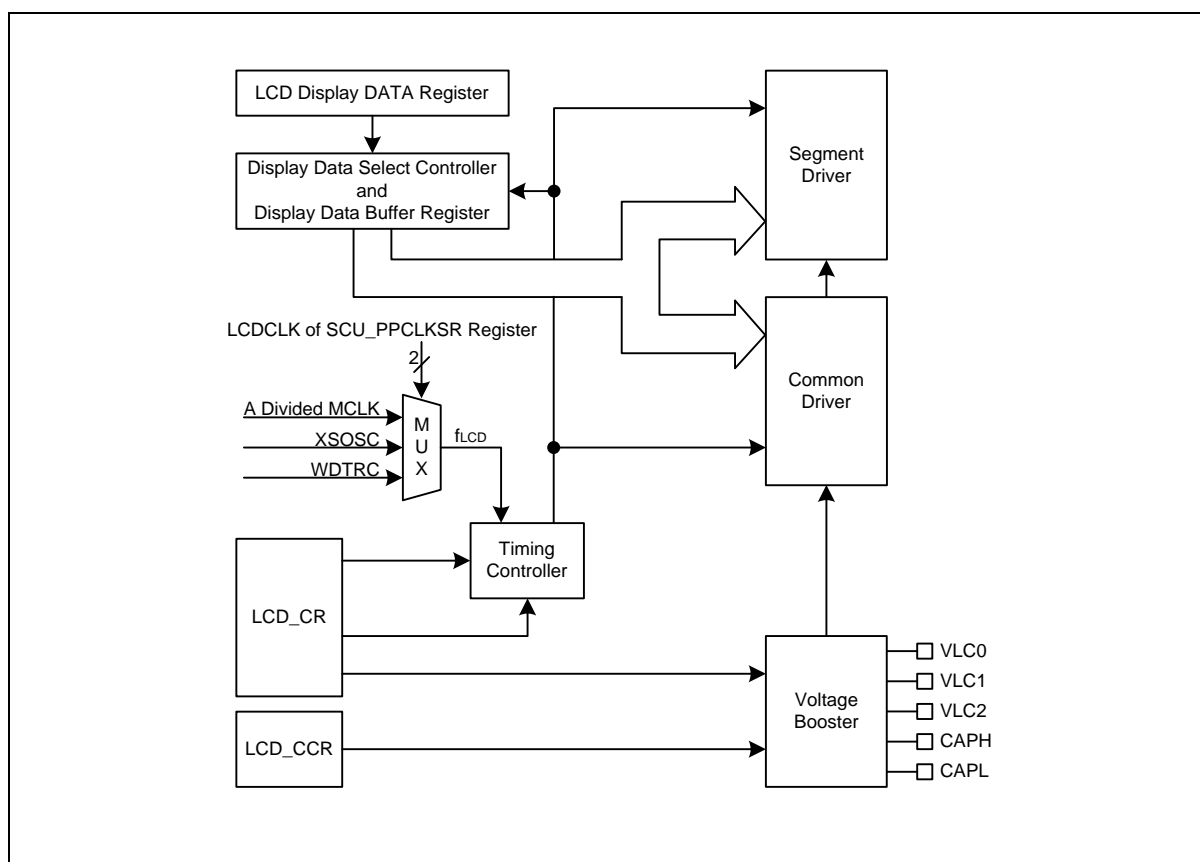 LCD Display DATA Register
Display Data Select Controller
and
Display Data Buffer Register
Segment
Driver
LCDCLK of SCU_PPCLKSR Register
2
A Divided MCLK
XSOSC
WDTRC
M
U
X
fLCD
Common
Driver
Timing
Controller
LCD_CR
LCD_CCR
Voltage
Booster
VLC0
VLC1
VLC2
CAPH
CAPL